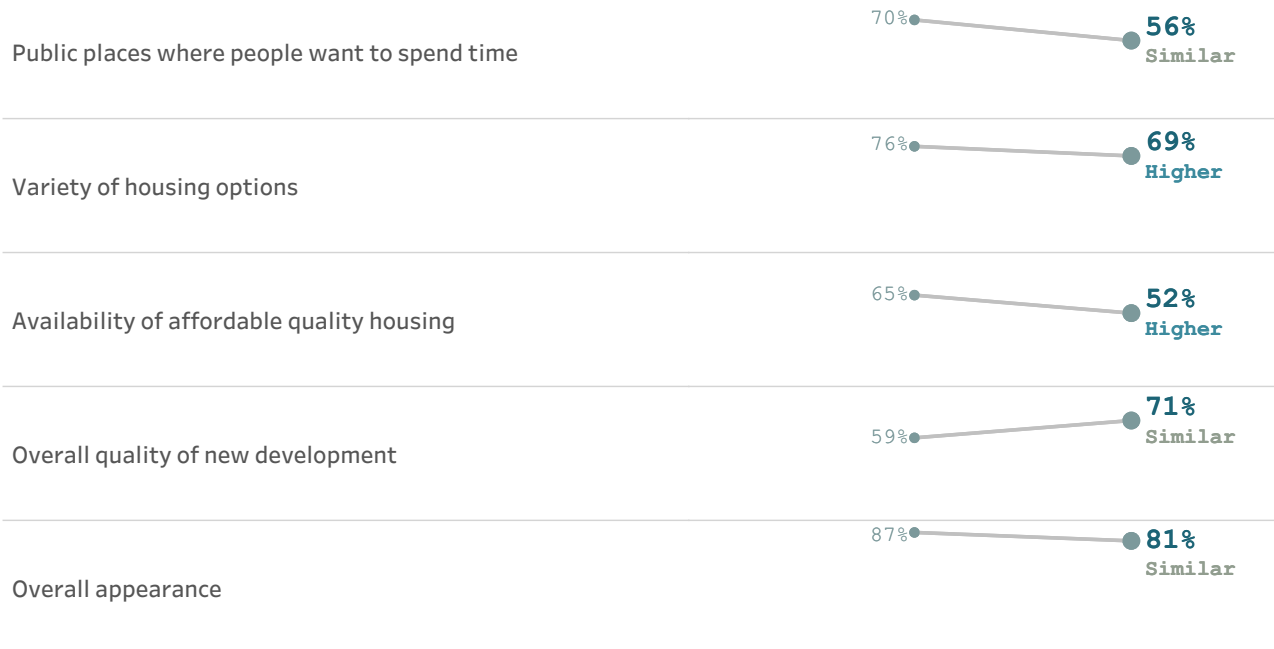 70%
56%
Public places where people want to spend time
Similar
76%
69%
Higher
Variety of housing options
65%
52%
Availability of affordable quality housing
Higher
71%
59%
Similar
Overall quality of new development
87%
81%
Similar
Overall appearance